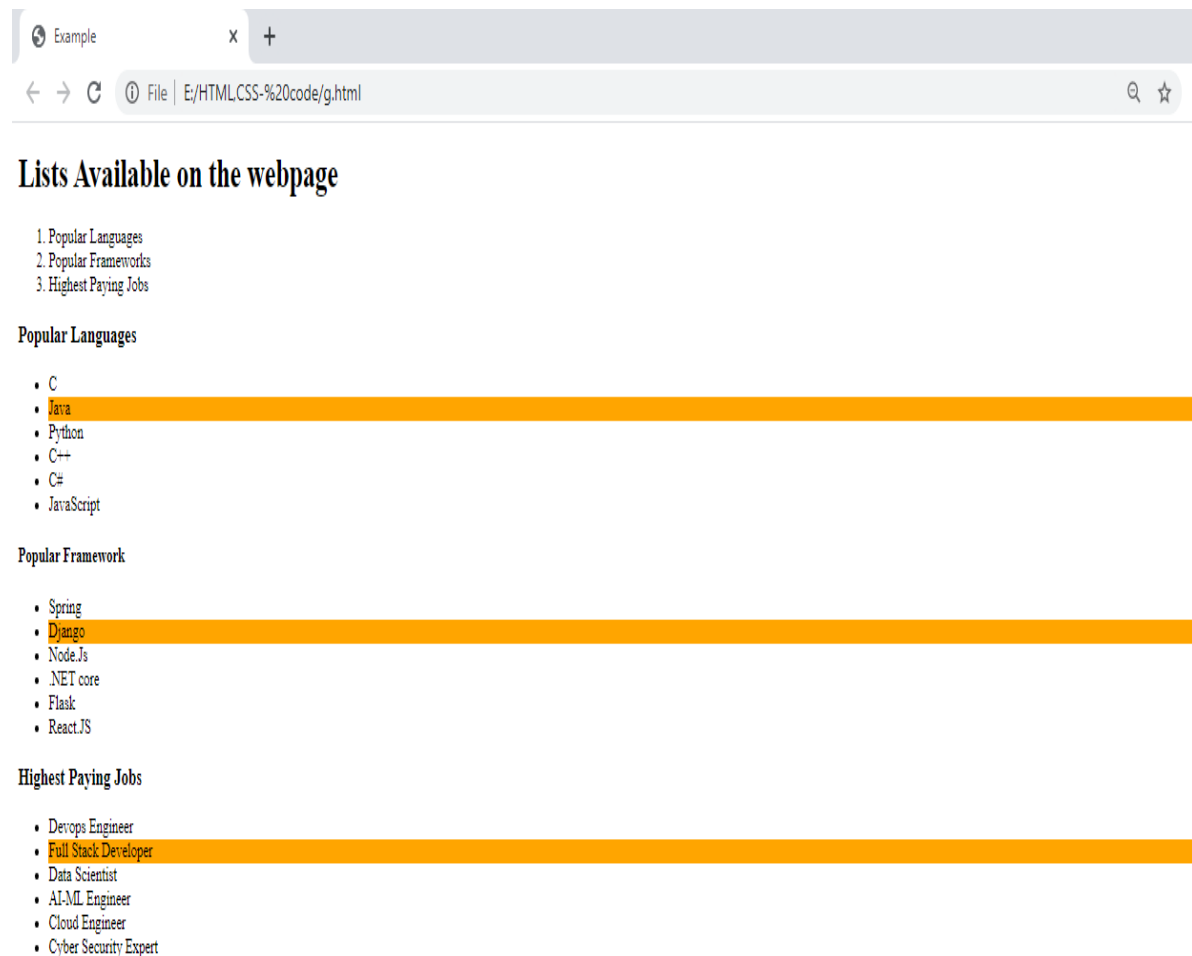 Example
File E:/HTML,CSS-%20code/g.html
Lists Available on the webpage
1. Popular Languages
2. Popular Frameworks
3. Highest Paying Jobs
Popular Languages
• C
• Java
• Python
• C++
• C#
• JavaScript
Popular Framework
• Spring
• Django
• Node.Js
• .NET core
• Flask
• React.JS
Highest Paying Jobs
• Devops Engineer
• Full Stack Developer
• Data Scientist
• AI-ML Engineer
• Cloud Engineer
• Cyber Security Expert